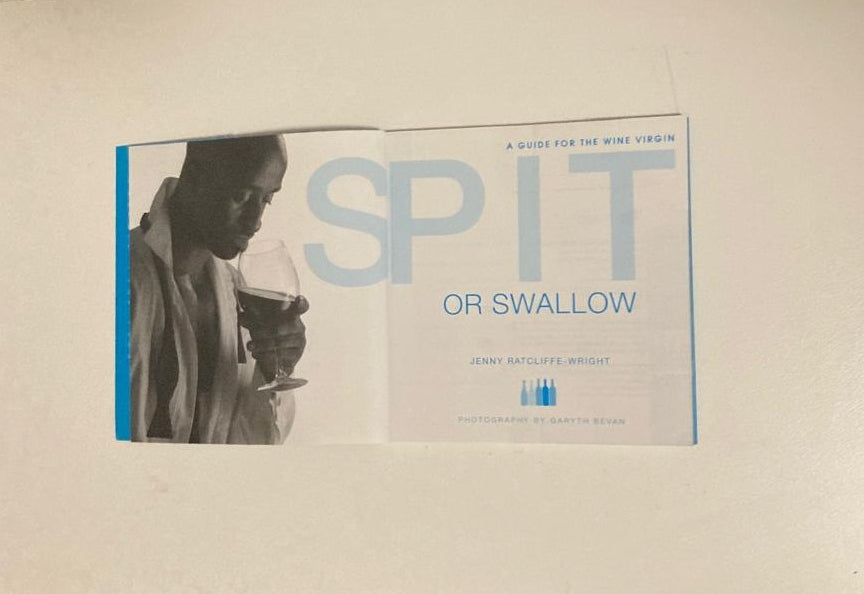 A GUIDE FOR THE WINE VIRGIN
SPIT
OR SWALLOW
JENNY RATCLIFFE-WRIGHT
PHOTOGRAPHY BY GARYTH BEVAN